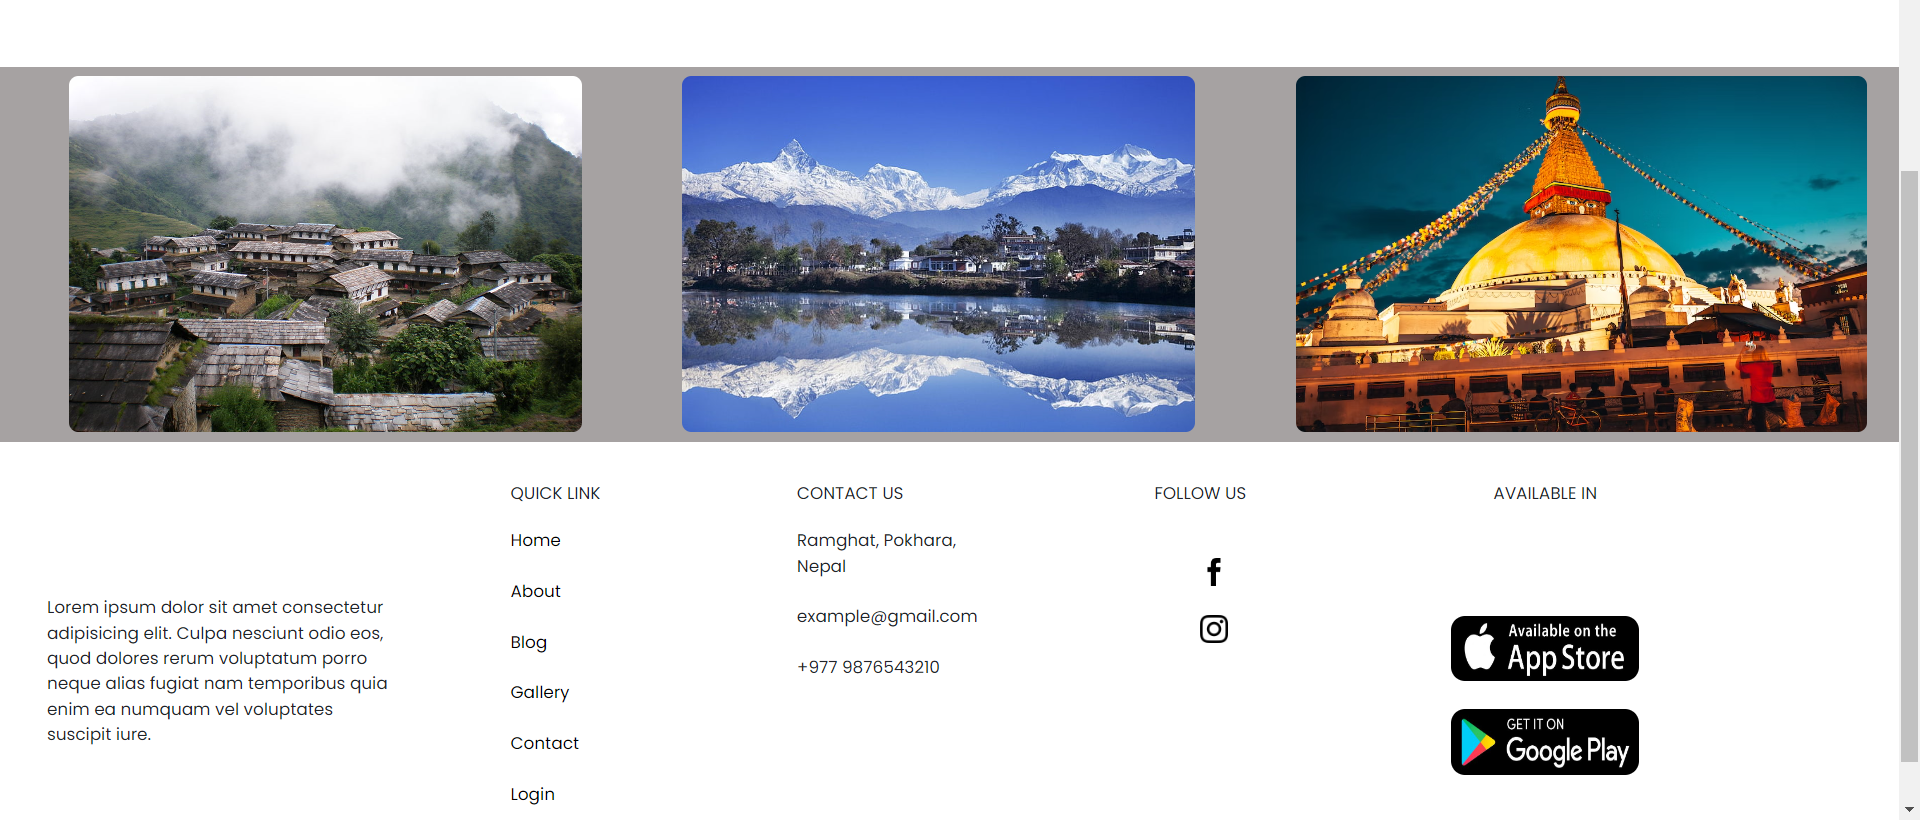 Lorem ipsum dolor sit amet consectetur
adipisicing elit. Culpa nesciunt odio eos,
quod dolores rerum voluptatum porro
neque alias fugiat nam temporibus quia
enim ea numquam vel voluptates
suscipit iure.
QUICK LINK
Home
About
Blog
Gallery
Contact
Login
CONTACT US
Ramghat, Pokhara,
Nepal
example@gmail.com
+977 9876543210
FOLLOW US
AVAILABLE IN
Available on the
App Store
GET IT ON
Google Play